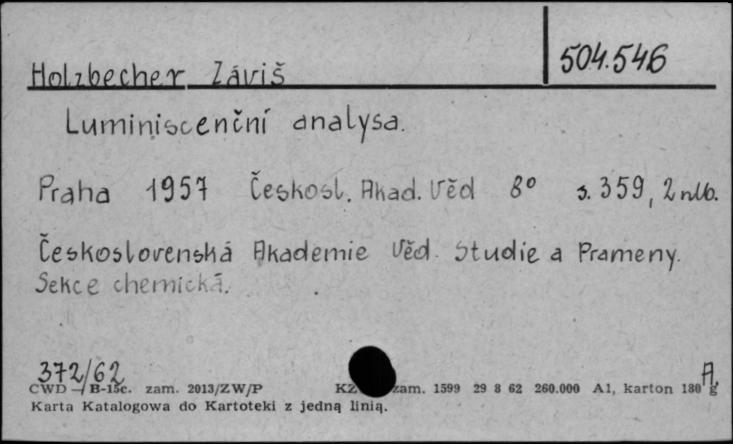 Holzbecher Záviš 504.546
Luminiscenční analysa.
Praha 1957 Českosl. Akad. Věd 8° s. 359, 2 nlb.
Československá Akademie Věd. Studie a Prameny.
Sekce chemická.
372/62 A
CWD — B-15c. zam. 2013/ZW/P KZ zam. 1599 29 8 62 260.000 A1, karton 180 g
Karta Katalogowa do Kartoteki z jedną linią.